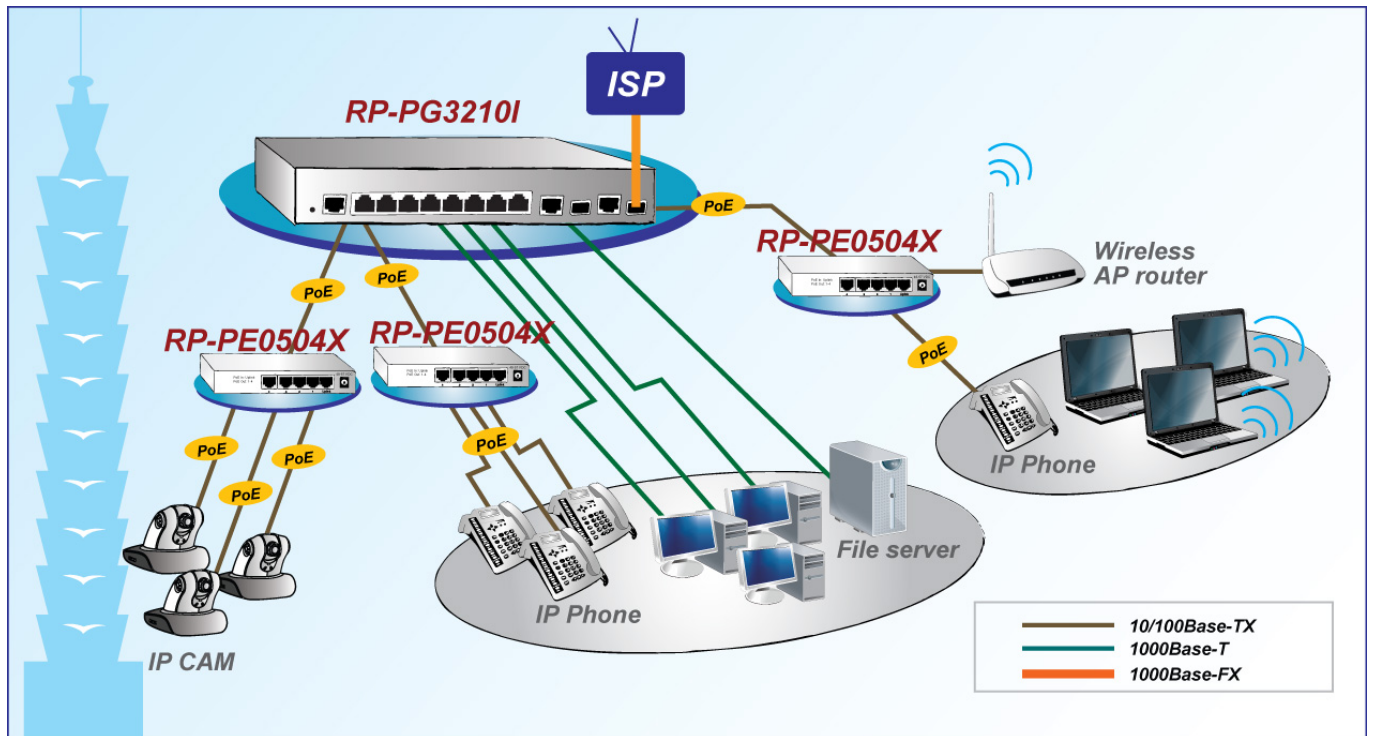 ISP
RP-PG3210I
PoE
RP-PE0504X
Wireless
AP router
PoE
PoE
RP-PE0504X
RP-PE0504X
PoE
IP Phone
PoE
PoE
PoE
PoE
File server
IP Phone
IP CAM
10/100Base-TX
1000Base-T
1000Base-FX